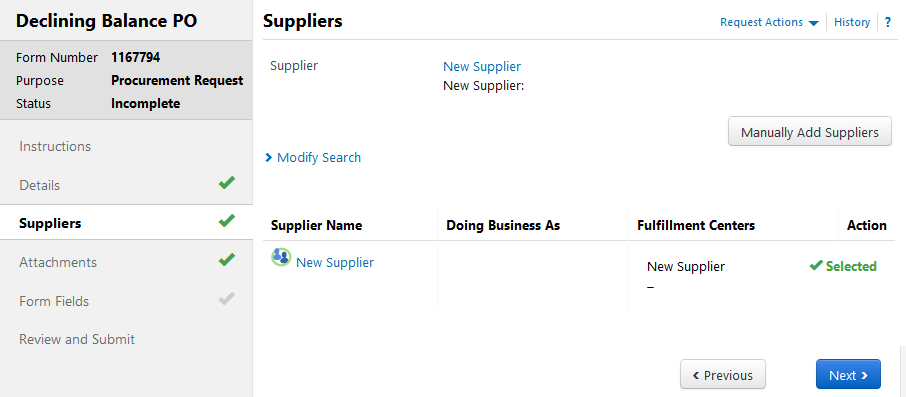 Declining Balance PO
Form Number 1167794
Purpose Procurement Request
Status Incomplete
Instructions
Details
Suppliers
Attachments
Form Fields
Review and Submit
Suppliers
Request Actions History ?
Supplier New Supplier
New Supplier:
Manually Add Suppliers
Modify Search
Supplier Name Doing Business As Fulfillment Centers Action
New Supplier New Supplier Selected
–
Previous Next